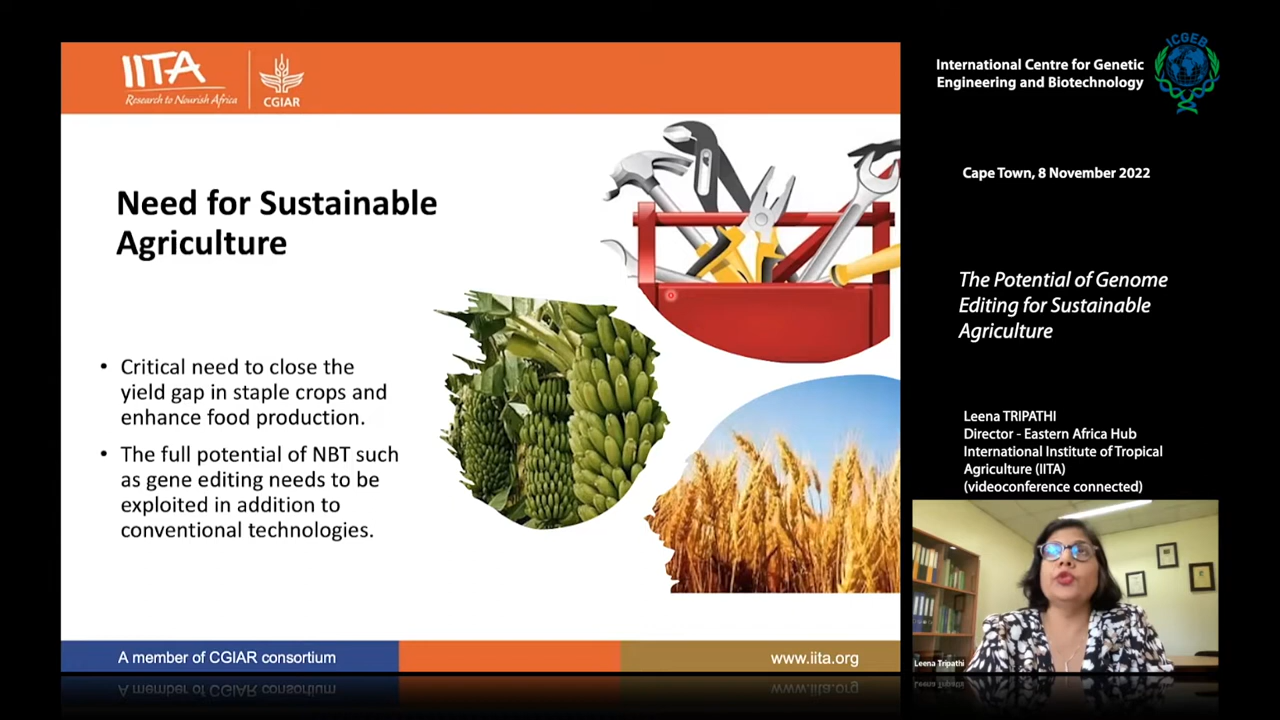 IITA
Research to Nourish Africa
CGIAR
Need for Sustainable
Agriculture
• Critical need to close the
yield gap in staple crops and
enhance food production.
• The full potential of NBT such
as gene editing needs to be
exploited in addition to
conventional technologies.
A member of CGIAR consortium
www.iita.org
ICGEB
International Centre for Genetic
Engineering and Biotechnology
Cape Town, 8 November 2022
The Potential of Genome
Editing for Sustainable
Agriculture
Leena TRIPATHI
Director - Eastern Africa Hub
International Institute of Tropical
Agriculture (IITA)
(videoconference connected)
Leena Tripathi